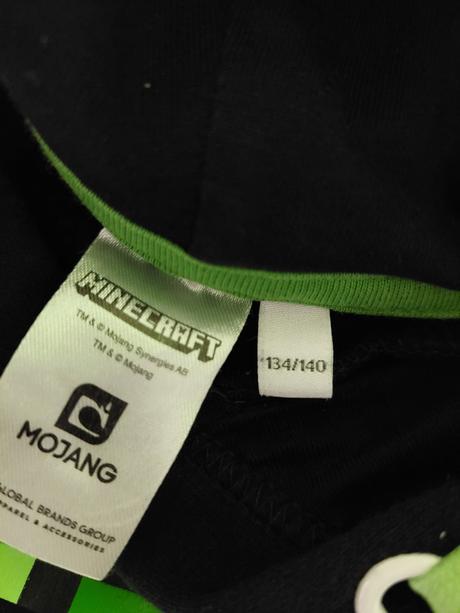 MINECRAFT
TM & © Mojang Synergies AB
TM & © Mojang
MOJANG
GLOBAL BRANDS GROUP
APPAREL & ACCESSORIES
134/140